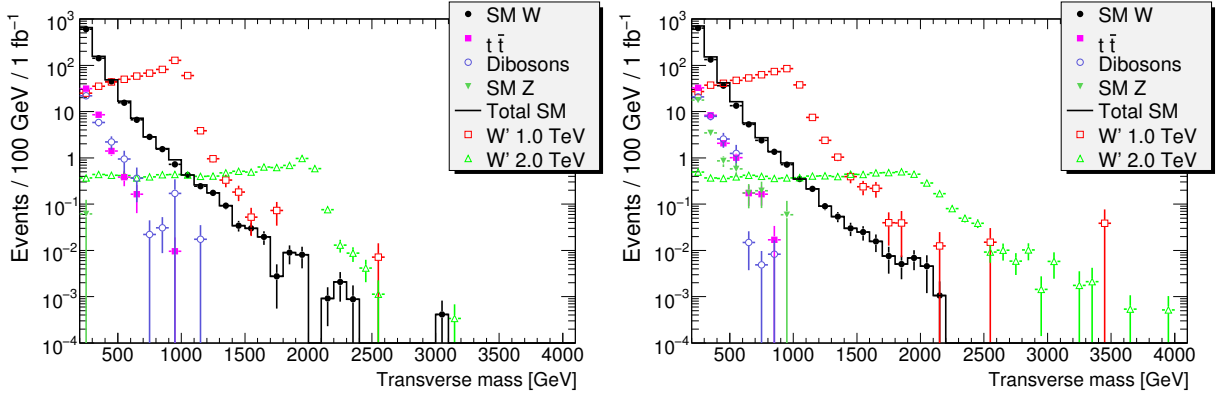 Events / 100 GeV / 1 fb⁻¹
10³
10²
10
1
10⁻¹
10⁻²
10⁻³
10⁻⁴
500 1000 1500 2000 2500 3000 3500 4000
Transverse mass [GeV]
SM W
t t̄
Dibosons
SM Z
Total SM
W' 1.0 TeV
W' 2.0 TeV
Events / 100 GeV / 1 fb⁻¹
10³
10²
10
1
10⁻¹
10⁻²
10⁻³
10⁻⁴
500 1000 1500 2000 2500 3000 3500 4000
Transverse mass [GeV]
SM W
t t̄
Dibosons
SM Z
Total SM
W' 1.0 TeV
W' 2.0 TeV